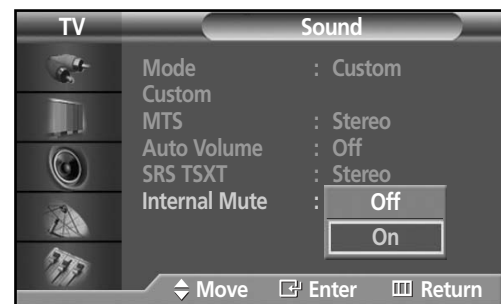 TV Sound
Mode : Custom
Custom
MTS : Stereo
Auto Volume : Off
SRS TSXT : Stereo
Internal Mute : Off
On
Move Enter Return